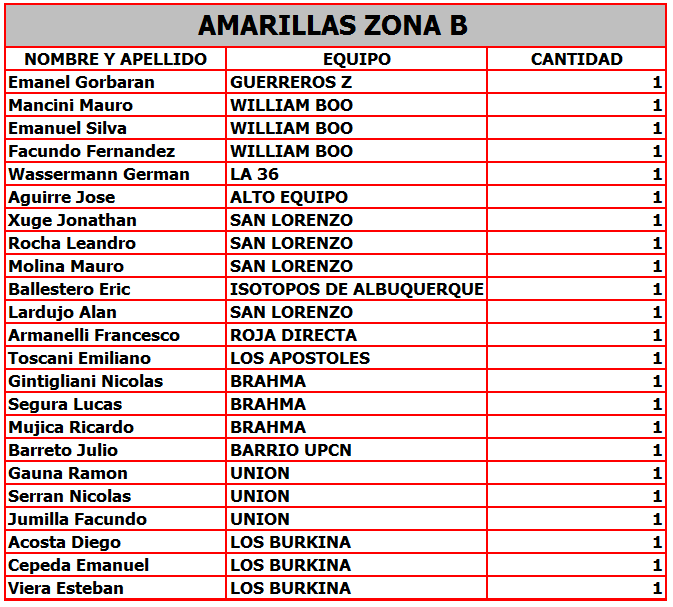 AMARILLAS ZONA B
NOMBRE Y APELLIDO EQUIPO CANTIDAD
Emanel Gorbaran GUERREROS Z 1
Mancini Mauro WILLIAM BOO 1
Emanuel Silva WILLIAM BOO 1
Facundo Fernandez WILLIAM BOO 1
Wassermann German LA 36 1
Aguirre Jose ALTO EQUIPO 1
Xuge Jonathan SAN LORENZO 1
Rocha Leandro SAN LORENZO 1
Molina Mauro SAN LORENZO 1
Ballestero Eric ISOTOPOS DE ALBUQUERQUE 1
Lardujo Alan SAN LORENZO 1
Armanelli Francesco ROJA DIRECTA 1
Toscani Emiliano LOS APOSTOLES 1
Gintigliani Nicolas BRAHMA 1
Segura Lucas BRAHMA 1
Mujica Ricardo BRAHMA 1
Barreto Julio BARRIO UPCN 1
Gauna Ramon UNION 1
Serran Nicolas UNION 1
Jumilla Facundo UNION 1
Acosta Diego LOS BURKINA 1
Cepeda Emanuel LOS BURKINA 1
Viera Esteban LOS BURKINA 1